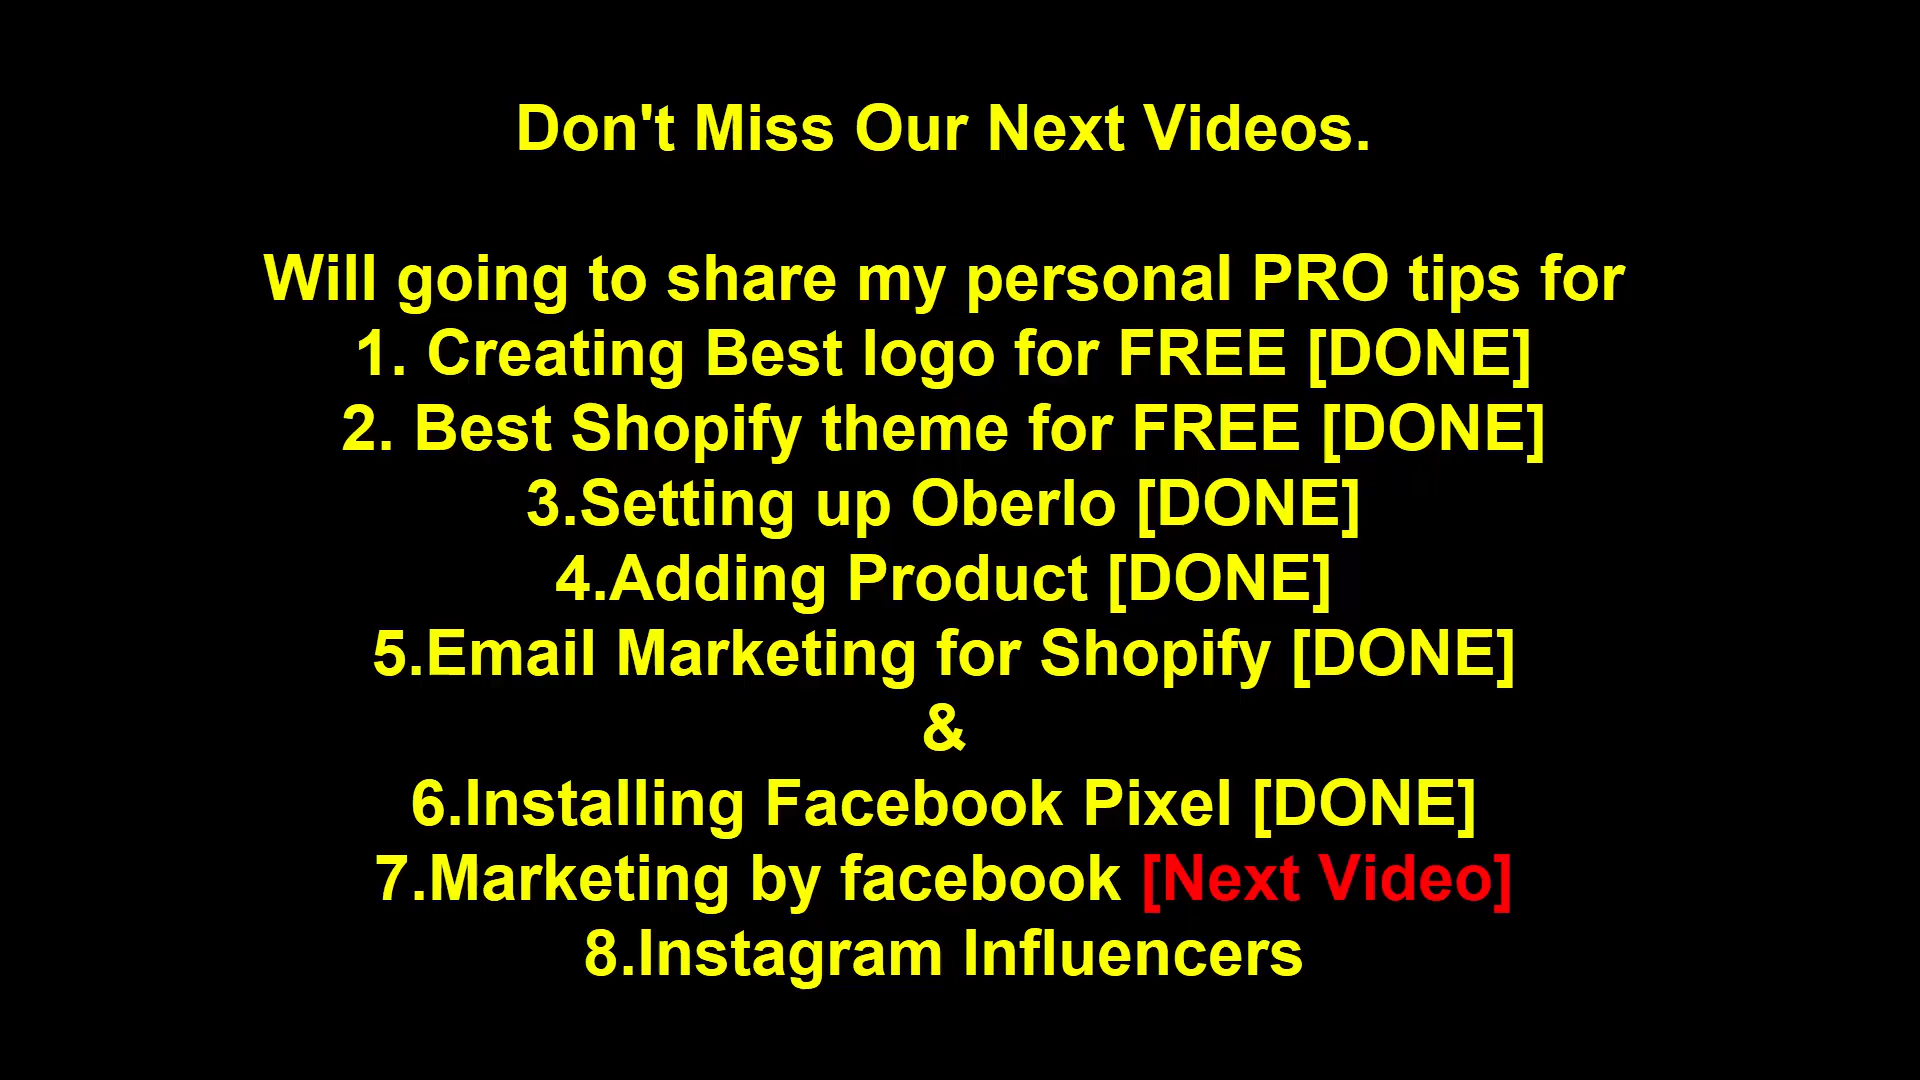 Don't Miss Our Next Videos.
Will going to share my personal PRO tips for
1. Creating Best logo for FREE [DONE]
2. Best Shopify theme for FREE [DONE]
3.Setting up Oberlo [DONE]
4.Adding Product [DONE]
5.Email Marketing for Shopify [DONE]
&
6.Installing Facebook Pixel [DONE]
7.Marketing by facebook [Next Video]
8.Instagram Influencers